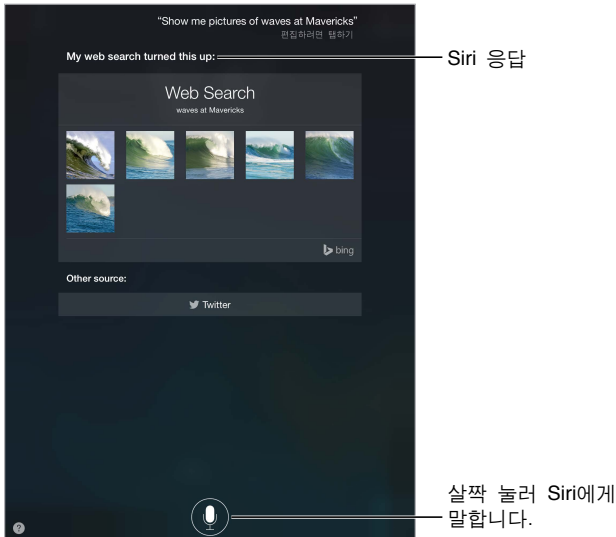 “Show me pictures of waves at Mavericks”
편집하려면 탭하기
My web search turned this up:
Siri 응답
Web Search
waves at Mavericks
bing
Other source:
Twitter
살짝 눌러 Siri에게
말합니다.
?